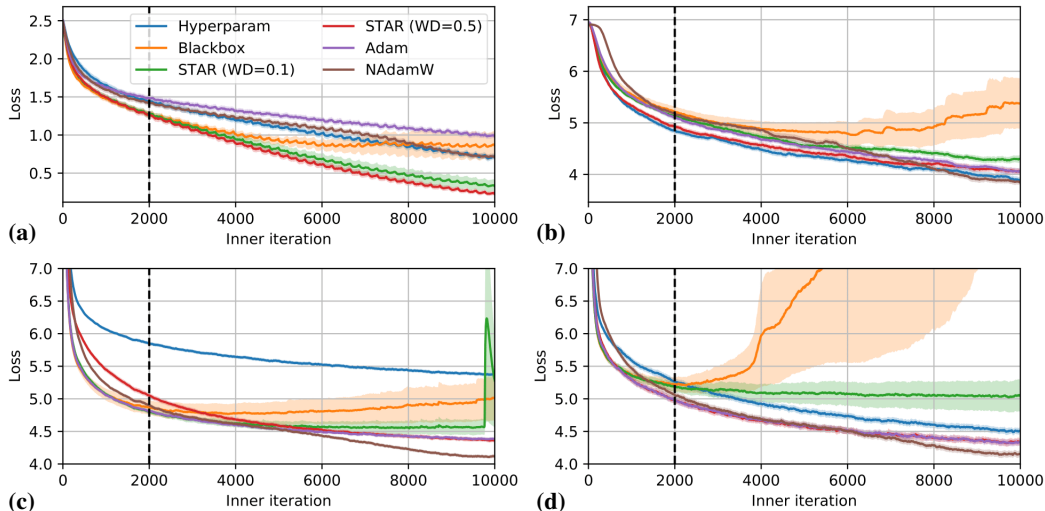 2.5
2.0
1.5
1.0
0.5
Loss
Hyperparam
Blackbox
STAR (WD=0.1)
STAR (WD=0.5)
Adam
NAdamW
0 2000 4000 6000 8000 10000
Inner iteration
(a)
7
6
5
4
Loss
0 2000 4000 6000 8000 10000
Inner iteration
(b)
7.0
6.5
6.0
5.5
5.0
4.5
4.0
Loss
0 2000 4000 6000 8000 10000
Inner iteration
(c)
7.0
6.5
6.0
5.5
5.0
4.5
4.0
Loss
0 2000 4000 6000 8000 10000
Inner iteration
(d)